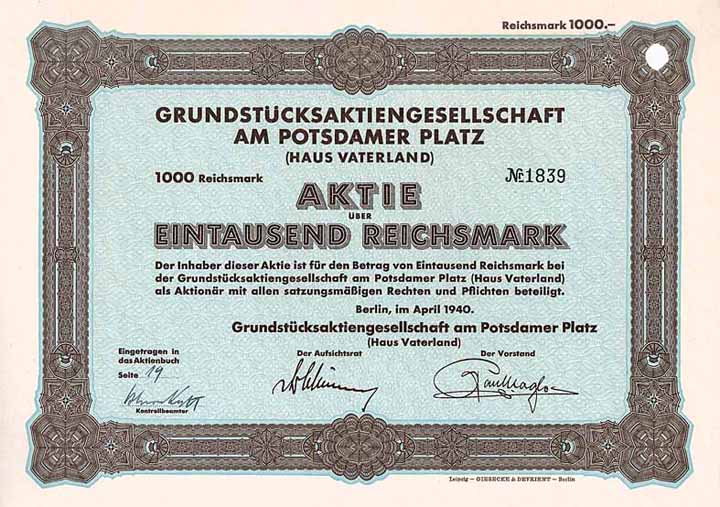 Reichsmark 1000.–
GRUNDSTÜCKSAKTIENGESELLSCHAFT
AM POTSDAMER PLATZ
(HAUS VATERLAND)
1000 Reichsmark
№ 1839
AKTIE
ÜBER
EINTAUSEND REICHSMARK
Der Inhaber dieser Aktie ist für den Betrag von Eintausend Reichsmark bei
der Grundstücksaktiengesellschaft am Potsdamer Platz (Haus Vaterland)
als Aktionär mit allen satzungsmäßigen Rechten und Pflichten beteiligt.
Berlin, im April 1940.
Grundstücksaktiengesellschaft am Potsdamer Platz
(Haus Vaterland)
Eingetragen in
das Aktienbuch
Seite 19
Kontrollbeamter
Der Aufsichtsrat
Der Vorstand
Leipzig – GIESECKE & DEVRIENT – Berlin